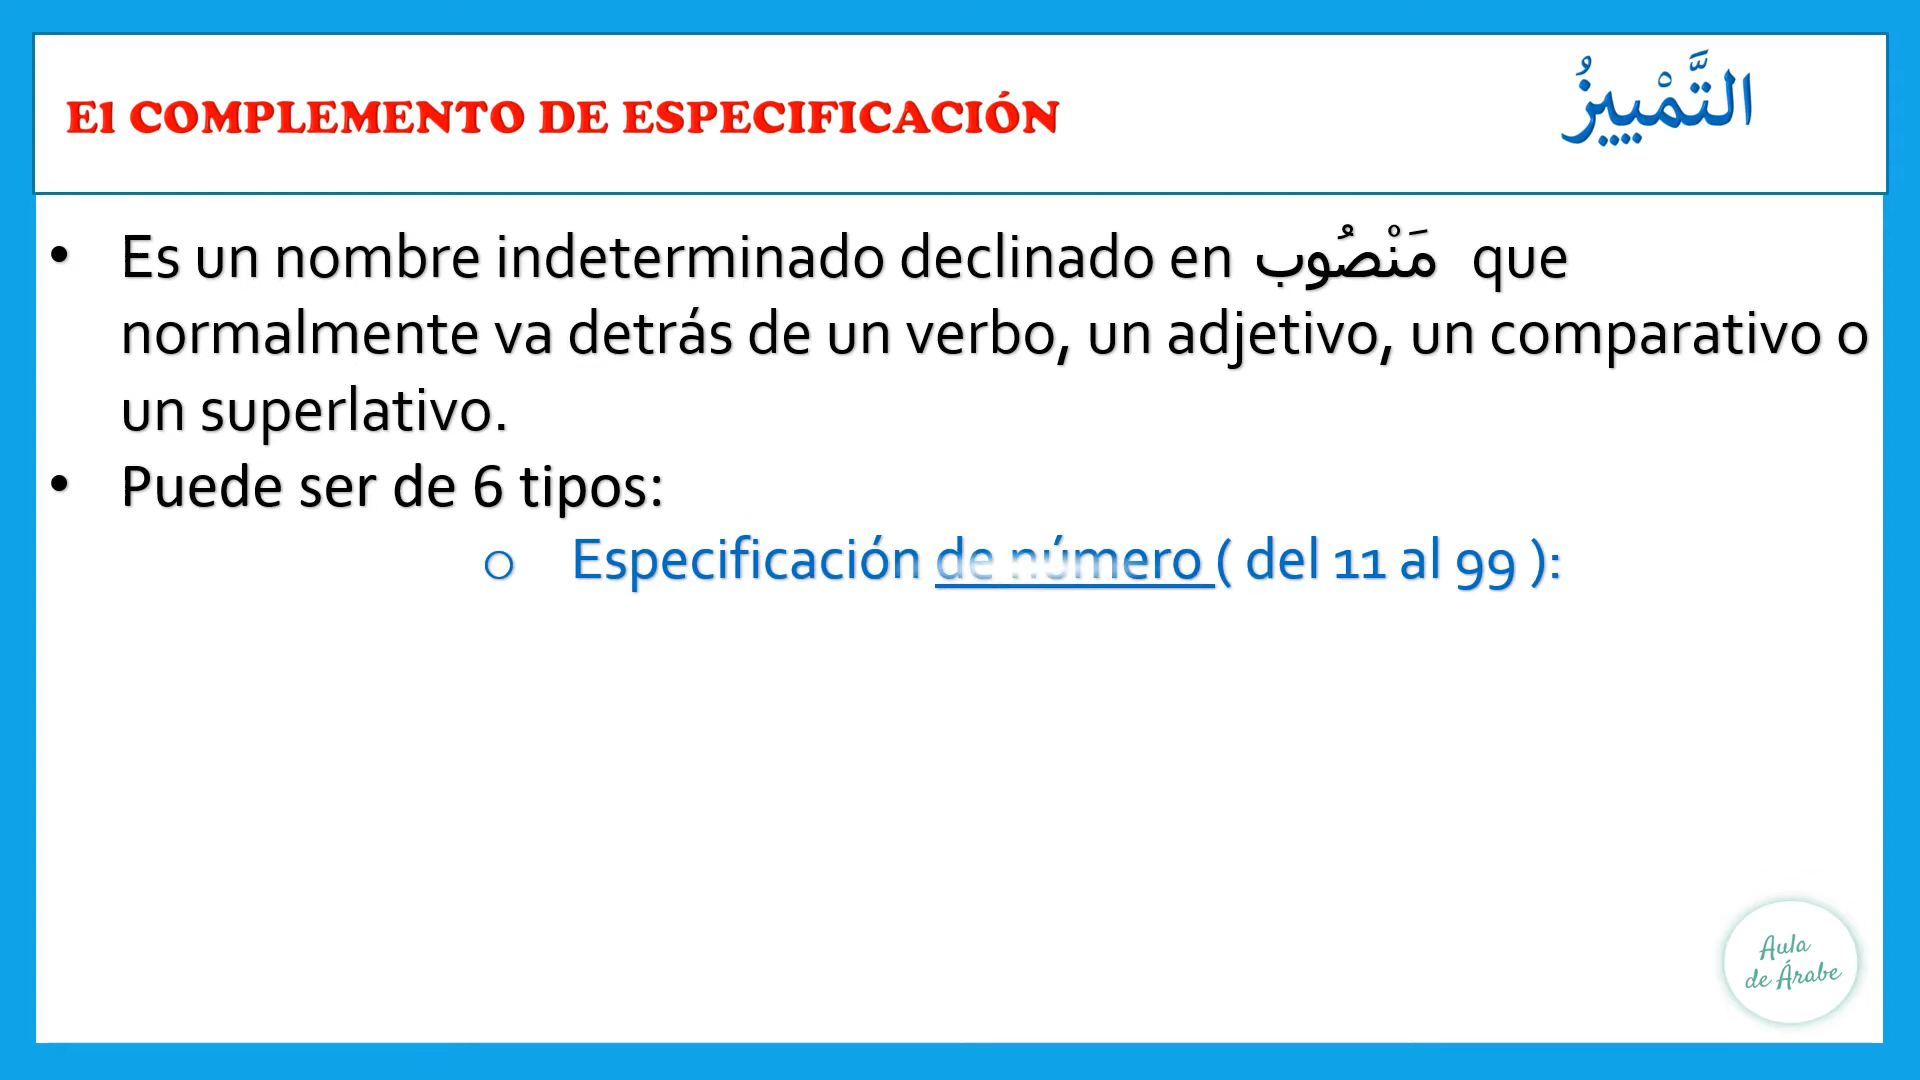 El COMPLEMENTO DE ESPECIFICACIÓN
التَّمْيِيزُ
• Es un nombre indeterminado declinado en مَنْصُوب que
normalmente va detrás de un verbo, un adjetivo, un comparativo o
un superlativo.
• Puede ser de 6 tipos:
o Especificación de número ( del 11 al 99 ):
Aula
de Árabe